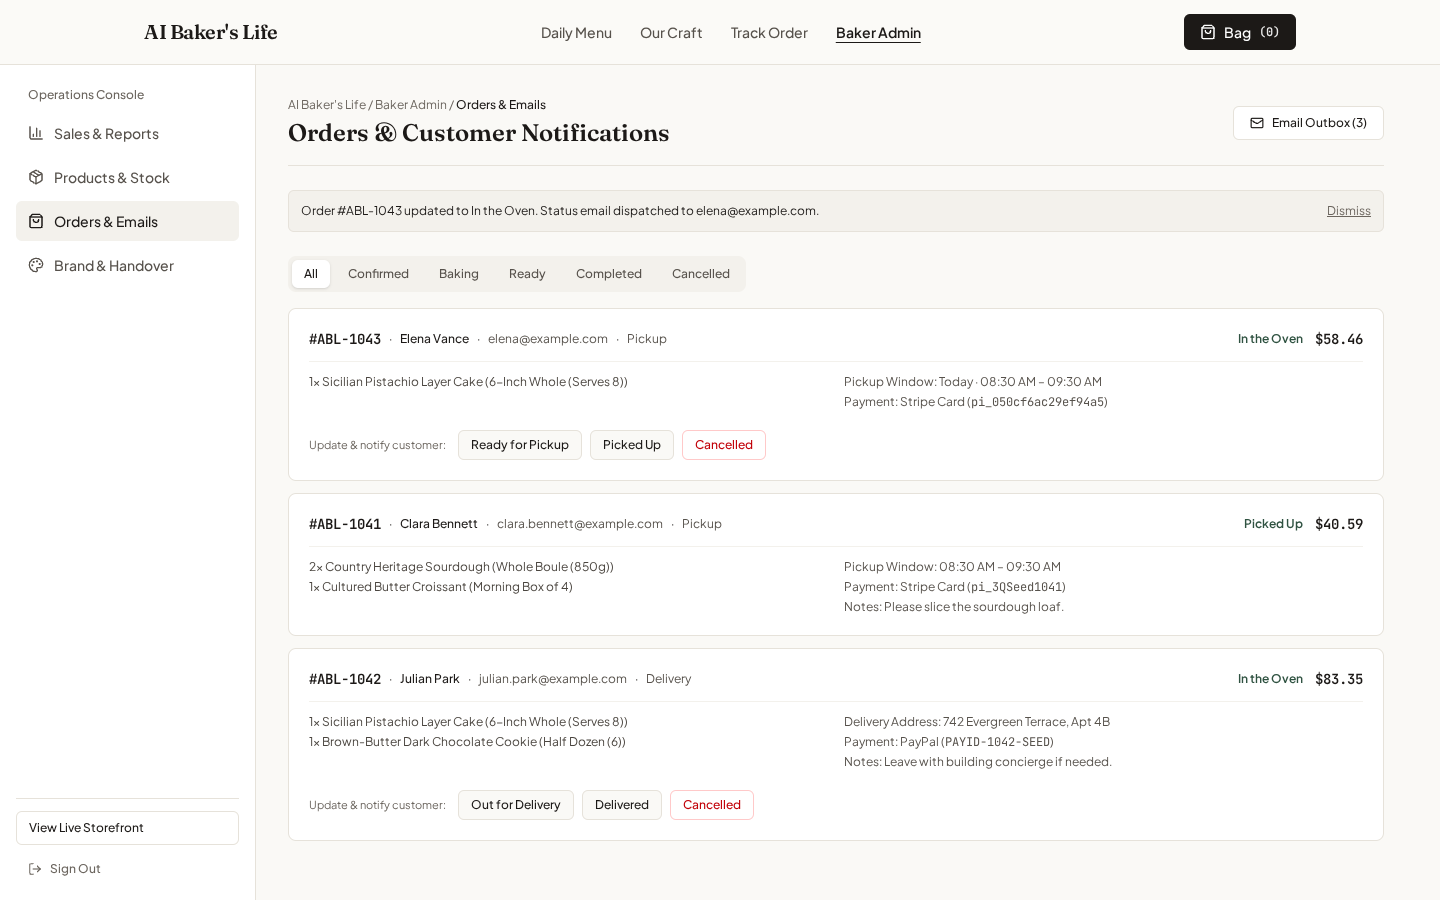 AI Baker's Life
Daily Menu
Our Craft
Track Order
Baker Admin
Bag (0)
Operations Console
Sales & Reports
Products & Stock
Orders & Emails
Brand & Handover
View Live Storefront
Sign Out
AI Baker's Life / Baker Admin / Orders & Emails
Orders & Customer Notifications
Email Outbox (3)
Order #ABL-1043 updated to In the Oven. Status email dispatched to elena@example.com.
Dismiss
All
Confirmed
Baking
Ready
Completed
Cancelled
#ABL-1043 · Elena Vance · elena@example.com · Pickup
In the Oven $58.46
1× Sicilian Pistachio Layer Cake (6-Inch Whole (Serves 8))
Pickup Window: Today · 08:30 AM – 09:30 AM
Payment: Stripe Card (pi_050cf6ac29ef94a5)
Update & notify customer:
Ready for Pickup
Picked Up
Cancelled
#ABL-1041 · Clara Bennett · clara.bennett@example.com · Pickup
Picked Up $40.59
2× Country Heritage Sourdough (Whole Boule (850g))
1× Cultured Butter Croissant (Morning Box of 4)
Pickup Window: 08:30 AM – 09:30 AM
Payment: Stripe Card (pi_3QSeed1041)
Notes: Please slice the sourdough loaf.
#ABL-1042 · Julian Park · julian.park@example.com · Delivery
In the Oven $83.35
1× Sicilian Pistachio Layer Cake (6-Inch Whole (Serves 8))
1× Brown-Butter Dark Chocolate Cookie (Half Dozen (6))
Delivery Address: 742 Evergreen Terrace, Apt 4B
Payment: PayPal (PAYID-1042-SEED)
Notes: Leave with building concierge if needed.
Update & notify customer:
Out for Delivery
Delivered
Cancelled